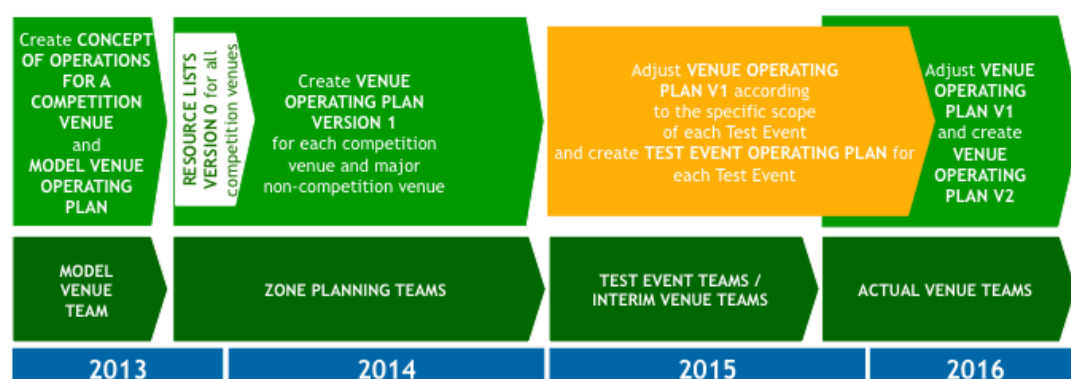 Create CONCEPT
OF OPERATIONS
FOR A
COMPETITION
VENUE
and
MODEL VENUE
OPERATING
PLAN
RESOURCE LISTS
VERSION 0 for all
competition venues
Create VENUE
OPERATING PLAN
VERSION 1
for each competition
venue and major
non-competition venue
Adjust VENUE OPERATING
PLAN V1 according
to the specific scope
of each Test Event
and create TEST EVENT OPERATING PLAN for
each Test Event
Adjust VENUE
OPERATING
PLAN V1
and create
VENUE
OPERATING
PLAN V2
MODEL
VENUE
TEAM
ZONE PLANNING TEAMS
TEST EVENT TEAMS /
INTERIM VENUE TEAMS
ACTUAL VENUE TEAMS
2013
2014
2015
2016